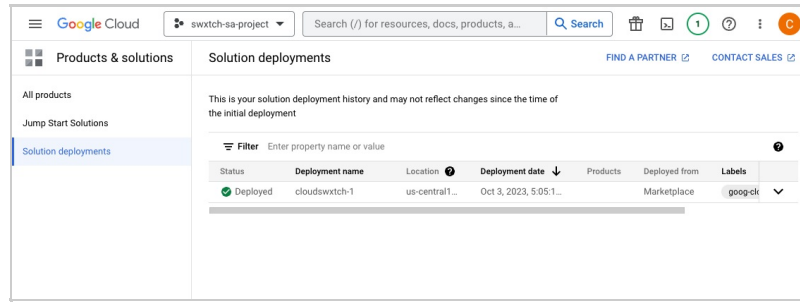 Google Cloud
swxtch-sa-project
Search (/) for resources, docs, products, a...
Search
1
C
Products & solutions
Solution deployments
FIND A PARTNER
CONTACT SALES
All products
Jump Start Solutions
Solution deployments
This is your solution deployment history and may not reflect changes since the time of
the initial deployment
Filter Enter property name or value
Status Deployment name Location Deployment date Products Deployed from Labels
Deployed cloudswxtch-1 us-central1... Oct 3, 2023, 5:05:1... Marketplace goog-clo